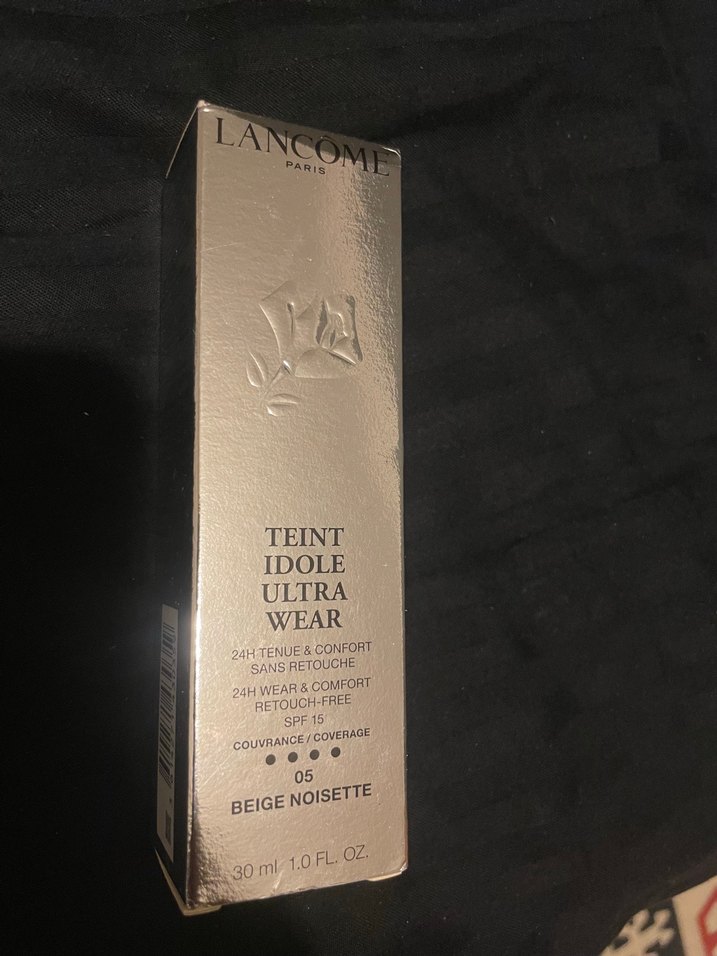 LANCÔME
PARIS
TEINT
IDOLE
ULTRA
WEAR
24H TENUE & CONFORT
SANS RETOUCHE
24H WEAR & COMFORT
RETOUCH-FREE
SPF 15
COUVRANCE / COVERAGE
05
BEIGE NOISETTE
30 ml 1.0 FL. OZ.